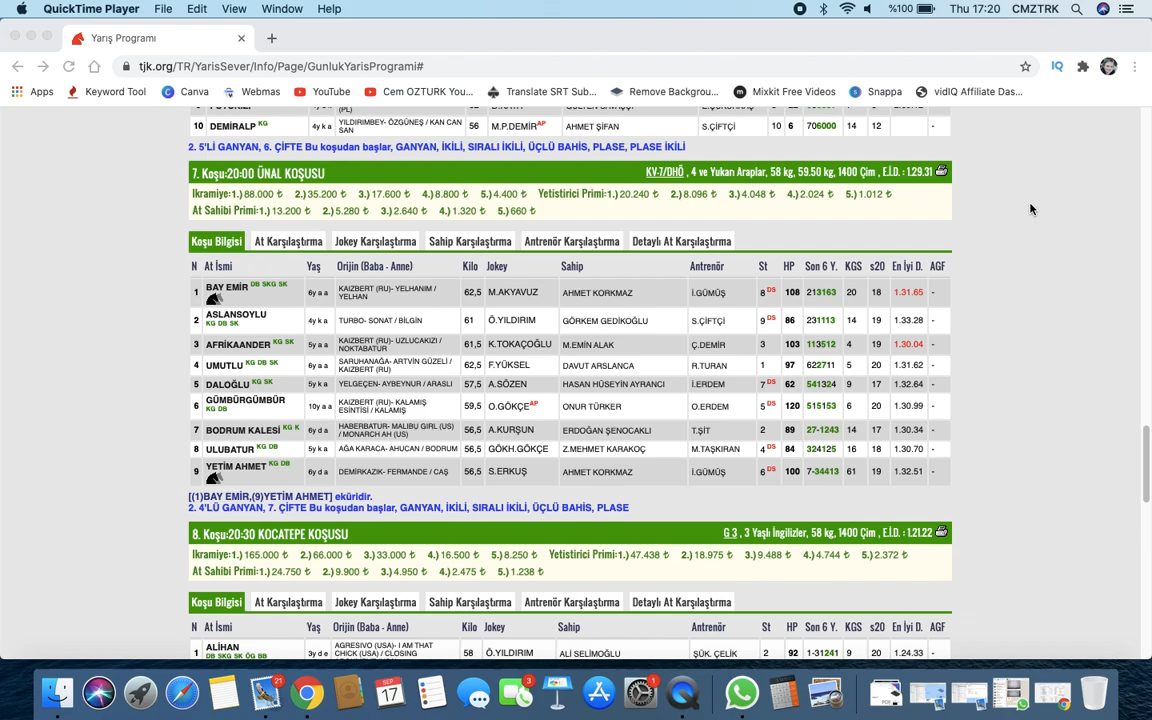 QuickTime Player File Edit View Window Help %100 Thu 17:20 CMZTRK
Yarış Programı
tjk.org/TR/YarisSever/Info/Page/GunlukYarisProgrami#
Apps Keyword Tool Canva Webmas YouTube Cem OZTURK You... Translate SRT Sub... Remove Backgrou... Mixkit Free Videos Snappa vidIQ Affiliate Das...
(PL)
10 DEMİRALP KG 4y k a YILDIRIMBEY- ÖZGÜNEŞ / KAN CAN SAN 56 M.P.DEMİR AP AHMET ŞİFAN S.ÇİFTÇİ 10 6 706000 14 12 -
2. 5'Lİ GANYAN, 6. ÇİFTE Bu koşudan başlar, GANYAN, İKİLİ, SIRALI İKİLİ, ÜÇLÜ BAHİS, PLASE, PLASE İKİLİ
7. Koşu:20:00 ÜNAL KOŞUSU KV-7/DHÖ , 4 ve Yukarı Araplar, 58 kg, 59.50 kg, 1400 Çim , E.İ.D. : 1.29.31
Ikramiye:1.)88.000 ₺ 2.)35.200 ₺ 3.)17.600 ₺ 4.)8.800 ₺ 5.)4.400 ₺ Yetistirici Primi:1.)20.240 ₺ 2.)8.096 ₺ 3.)4.048 ₺ 4.)2.024 ₺ 5.)1.012 ₺
At Sahibi Primi:1.)13.200 ₺ 2.)5.280 ₺ 3.)2.640 ₺ 4.)1.320 ₺ 5.)660 ₺
Koşu Bilgisi At Karşılaştırma Jokey Karşılaştırma Sahip Karşılaştırma Antrenör Karşılaştırma Detaylı At Karşılaştırma
N At İsmi Yaş Orijin (Baba - Anne) Kilo Jokey Sahip Antrenör St HP Son 6 Y. KGS s20 En İyi D. AGF
1 BAY EMİR DB SKG SK 6y a a KAIZBERT (RU)- YELHANIM / YELHAN 62,5 M.AKYAVUZ AHMET KORKMAZ İ.GÜMÜŞ 8 DS 108 213163 20 18 1.31.65 -
2 ASLANSOYLU KG DB SK 4y k a TURBO- SONAT / BİLGİN 61 Ö.YILDIRIM GÖRKEM GEDİKOĞLU S.ÇİFTÇİ 9 DS 86 231113 14 19 1.33.28 -
3 AFRİKAANDER KG SK 5y a a KAIZBERT (RU)- UZLUCAKIZI / NOKTABATUR 61,5 K.TOKAÇOĞLU M.EMİN ALAK Ç.DEMİR 3 103 113512 4 19 1.30.04 -
4 UMUTLU KG DB SK 6y a a SARUHANAĞA- ARTVİN GÜZELİ / KAIZBERT (RU) 62,5 F.YÜKSEL DAVUT ARSLANCA R.TURAN 1 97 622711 5 20 1.31.62 -
5 DALOĞLU KG SK 5y k a YELGEÇEN- AYBEYNUR / ARASLI 57,5 A.SÖZEN HASAN HÜSEYİN AYRANCI İ.ERDEM 7 DS 62 541324 9 17 1.32.64 -
6 GÜMBÜRGÜMBÜR KG DB 10y a a KAIZBERT (RU)- KALAMIŞ ESİNTİSİ / KALAMIŞ 59,5 O.GÖKÇE AP ONUR TÜRKER O.ERDEM 5 DS 120 515153 6 20 1.30.99 -
7 BODRUM KALESİ KG K 6y d a HABERBATUR- MALIBU GIRL (US) / MONARCH AH (US) 56,5 A.KURŞUN ERDOĞAN ŞENOCAKLI T.ŞİT 2 89 27-1243 14 17 1.30.34 -
8 ULUBATUR KG DB 5y k a AĞA KARACA- AHUCAN / BODRUM 56,5 GÖKH.GÖKÇE Z.MEHMET KARAKOÇ M.TAŞKIRAN 4 DS 84 324125 16 18 1.30.70 -
9 YETİM AHMET KG DB 6y d a DEMİRKAZIK- FERMANDE / CAŞ 56,5 S.ERKUŞ AHMET KORKMAZ İ.GÜMÜŞ 6 DS 100 7-34413 61 19 1.32.51 -
[(1)BAY EMİR,(9)YETİM AHMET] eküridir.
2. 4'LÜ GANYAN, 7. ÇİFTE Bu koşudan başlar, GANYAN, İKİLİ, SIRALI İKİLİ, ÜÇLÜ BAHİS, PLASE
8. Koşu:20:30 KOCATEPE KOŞUSU G 3 , 3 Yaşlı İngilizler, 58 kg, 1400 Çim , E.İ.D. : 1.21.22
Ikramiye:1.)165.000 ₺ 2.)66.000 ₺ 3.)33.000 ₺ 4.)16.500 ₺ 5.)8.250 ₺ Yetistirici Primi:1.)47.438 ₺ 2.)18.975 ₺ 3.)9.488 ₺ 4.)4.744 ₺ 5.)2.372 ₺
At Sahibi Primi:1.)24.750 ₺ 2.)9.900 ₺ 3.)4.950 ₺ 4.)2.475 ₺ 5.)1.238 ₺
Koşu Bilgisi At Karşılaştırma Jokey Karşılaştırma Sahip Karşılaştırma Antrenör Karşılaştırma Detaylı At Karşılaştırma
N At İsmi Yaş Orijin (Baba - Anne) Kilo Jokey Sahip Antrenör St HP Son 6 Y. KGS s20 En İyi D. AGF
1 ALİHAN DB SKG SK ÖG BB 3y d e AGRESIVO (USA)- I AM THAT CHICK (USA) / CLOSING 58 Ö.YILDIRIM ALİ SELİMOĞLU ŞÜK. ÇELİK 2 92 1-31241 9 20 1.24.33 -
21 SEP 17 3 1